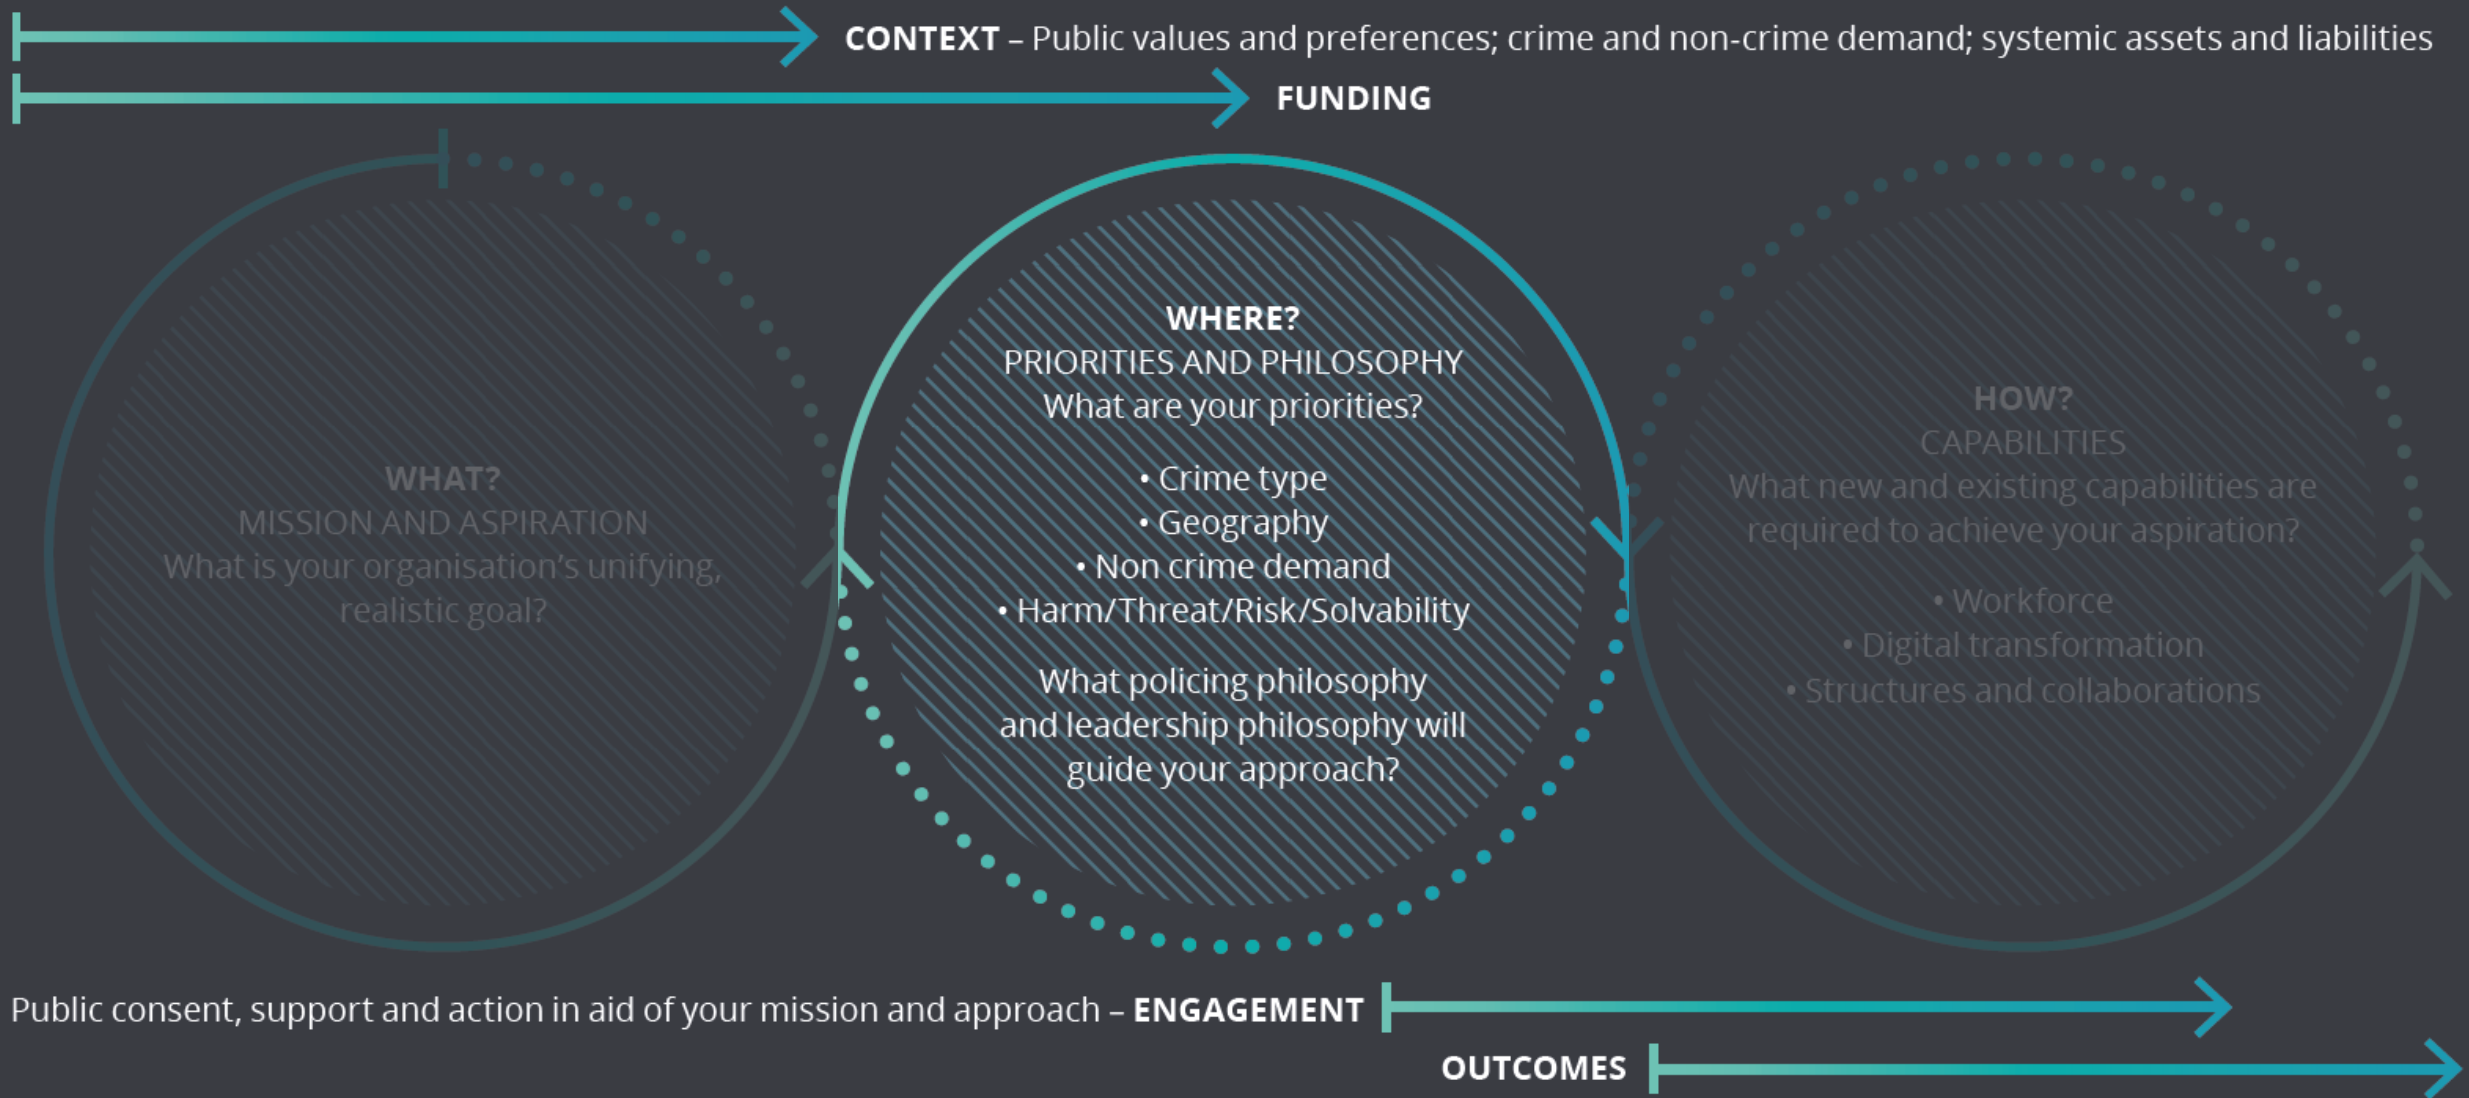 CONTEXT – Public values and preferences; crime and non-crime demand; systemic assets and liabilities
FUNDING
WHAT?
MISSION AND ASPIRATION
What is your organisation’s unifying,
realistic goal?
WHERE?
PRIORITIES AND PHILOSOPHY
What are your priorities?
• Crime type
• Geography
• Non crime demand
• Harm/Threat/Risk/Solvability
What policing philosophy
and leadership philosophy will
guide your approach?
HOW?
CAPABILITIES
What new and existing capabilities are
required to achieve your aspiration?
• Workforce
• Digital transformation
• Structures and collaborations
Public consent, support and action in aid of your mission and approach – ENGAGEMENT
OUTCOMES